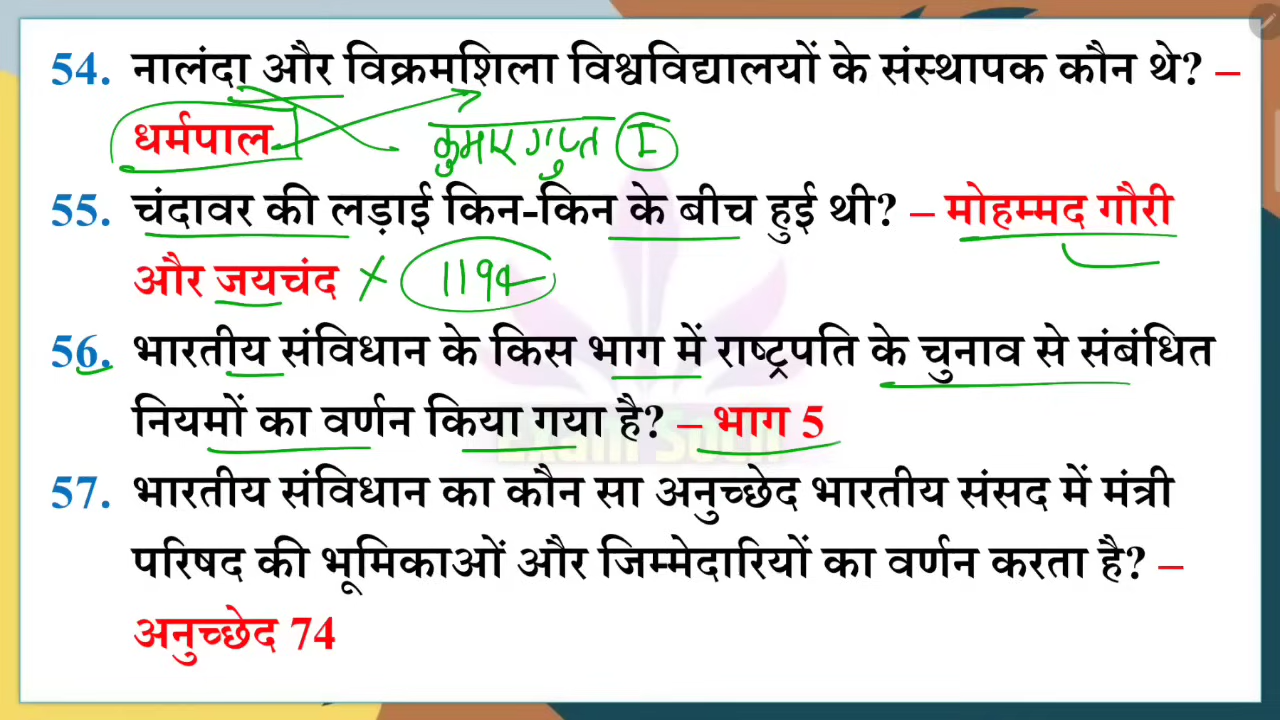 54. नालंदा और विक्रमशिला विश्वविद्यालयों के संस्थापक कौन थे? –
धर्मपाल कुमार गुप्त I
55. चंदावर की लड़ाई किन-किन के बीच हुई थी? – मोहम्मद गौरी
और जयचंद × 1194
56. भारतीय संविधान के किस भाग में राष्ट्रपति के चुनाव से संबंधित
नियमों का वर्णन किया गया है? – भाग 5
57. भारतीय संविधान का कौन सा अनुच्छेद भारतीय संसद में मंत्री
परिषद की भूमिकाओं और जिम्मेदारियों का वर्णन करता है? –
अनुच्छेद 74